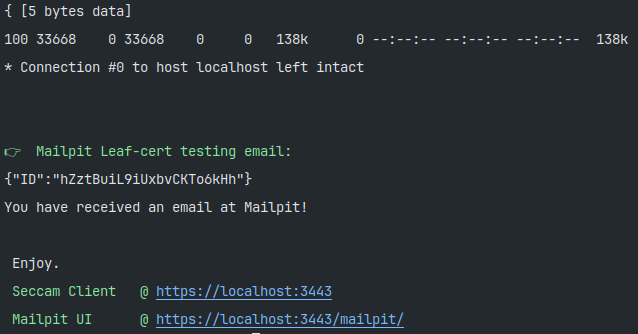 { [5 bytes data]
100 33668    0 33668    0     0   138k      0 --:--:-- --:--:-- --:--:--  138k
* Connection #0 to host localhost left intact
👉  Mailpit Leaf-cert testing email:
{"ID":"hZztBuiL9iUxbvCKTo6kHh"}
You have received an email at Mailpit!
Enjoy.
Seccam Client   @ https://localhost:3443
Mailpit UI      @ https://localhost:3443/mailpit/